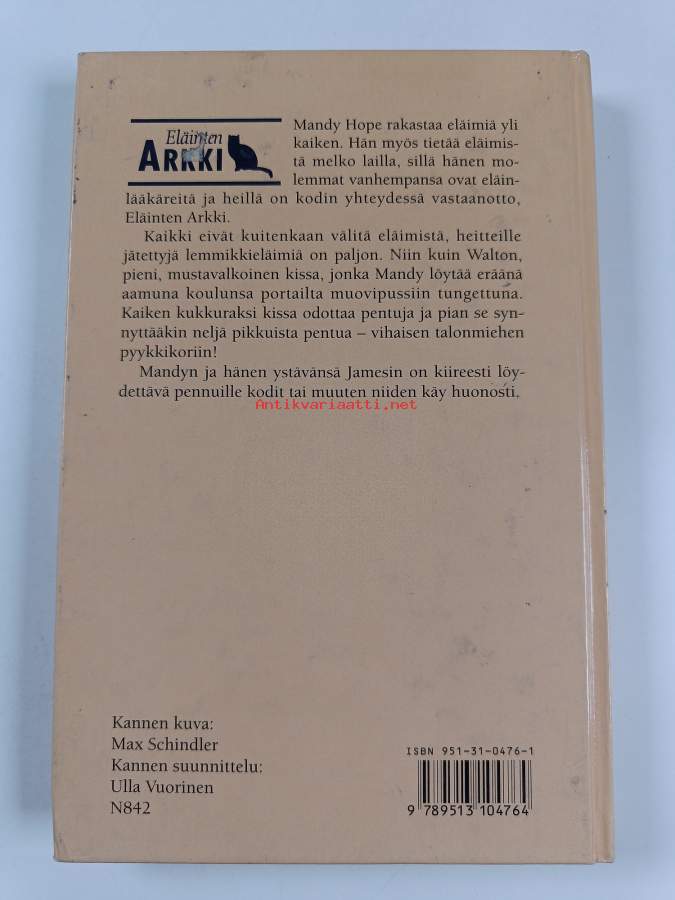 Eläinten
ARKKI
Mandy Hope rakastaa eläimiä yli
kaiken. Hän myös tietää eläimis-
tä melko lailla, sillä hänen mo-
lemmat vanhempansa ovat eläin-
lääkäreitä ja heillä on kodin yhteydessä vastaanotto,
Eläinten Arkki.
Kaikki eivät kuitenkaan välitä eläimistä, heitteille
jätettyjä lemmikkieläimiä on paljon. Niin kuin Walton,
pieni, mustavalkoinen kissa, jonka Mandy löytää eräänä
aamuna koulunsa portailta muovipussiin tungettuna.
Kaiken kukkuraksi kissa odottaa pentuja ja pian se syn-
nyttääkin neljä pikkuista pentua – vihaisen talonmiehen
pyykkikoriin!
Mandyn ja hänen ystävänsä Jamesin on kiireesti löy-
dettävä pennuille kodit tai muuten niiden käy huonosti.
Antikvariaatti.net
Kannen kuva:
Max Schindler
Kannen suunnittelu:
Ulla Vuorinen
N842
ISBN 951-31-0476-1
9 789513 104764